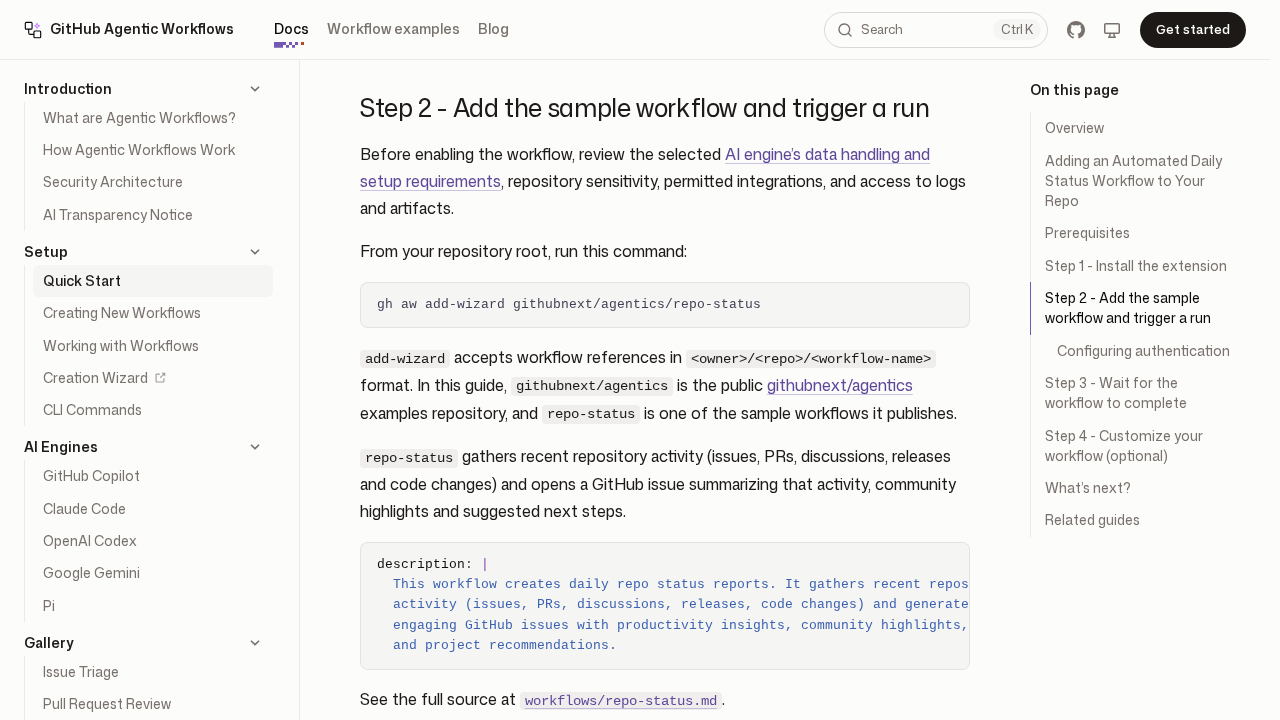 GitHub Agentic Workflows
Docs
Workflow examples
Blog
Search
Ctrl K
Get started
Introduction
What are Agentic Workflows?
How Agentic Workflows Work
Security Architecture
AI Transparency Notice
Setup
Quick Start
Creating New Workflows
Working with Workflows
Creation Wizard
CLI Commands
AI Engines
GitHub Copilot
Claude Code
OpenAI Codex
Google Gemini
Pi
Gallery
Issue Triage
Pull Request Review
Step 2 - Add the sample workflow and trigger a run
Before enabling the workflow, review the selected AI engine's data handling and
setup requirements, repository sensitivity, permitted integrations, and access to logs
and artifacts.
From your repository root, run this command:
gh aw add-wizard githubnext/agentics/repo-status
add-wizard accepts workflow references in <owner>/<repo>/<workflow-name>
format. In this guide, githubnext/agentics is the public githubnext/agentics
examples repository, and repo-status is one of the sample workflows it publishes.
repo-status gathers recent repository activity (issues, PRs, discussions, releases
and code changes) and opens a GitHub issue summarizing that activity, community
highlights and suggested next steps.
description: |
This workflow creates daily repo status reports. It gathers recent repos
activity (issues, PRs, discussions, releases, code changes) and generate
engaging GitHub issues with productivity insights, community highlights,
and project recommendations.
See the full source at workflows/repo-status.md.
On this page
Overview
Adding an Automated Daily
Status Workflow to Your
Repo
Prerequisites
Step 1 - Install the extension
Step 2 - Add the sample
workflow and trigger a run
Configuring authentication
Step 3 - Wait for the
workflow to complete
Step 4 - Customize your
workflow (optional)
What's next?
Related guides